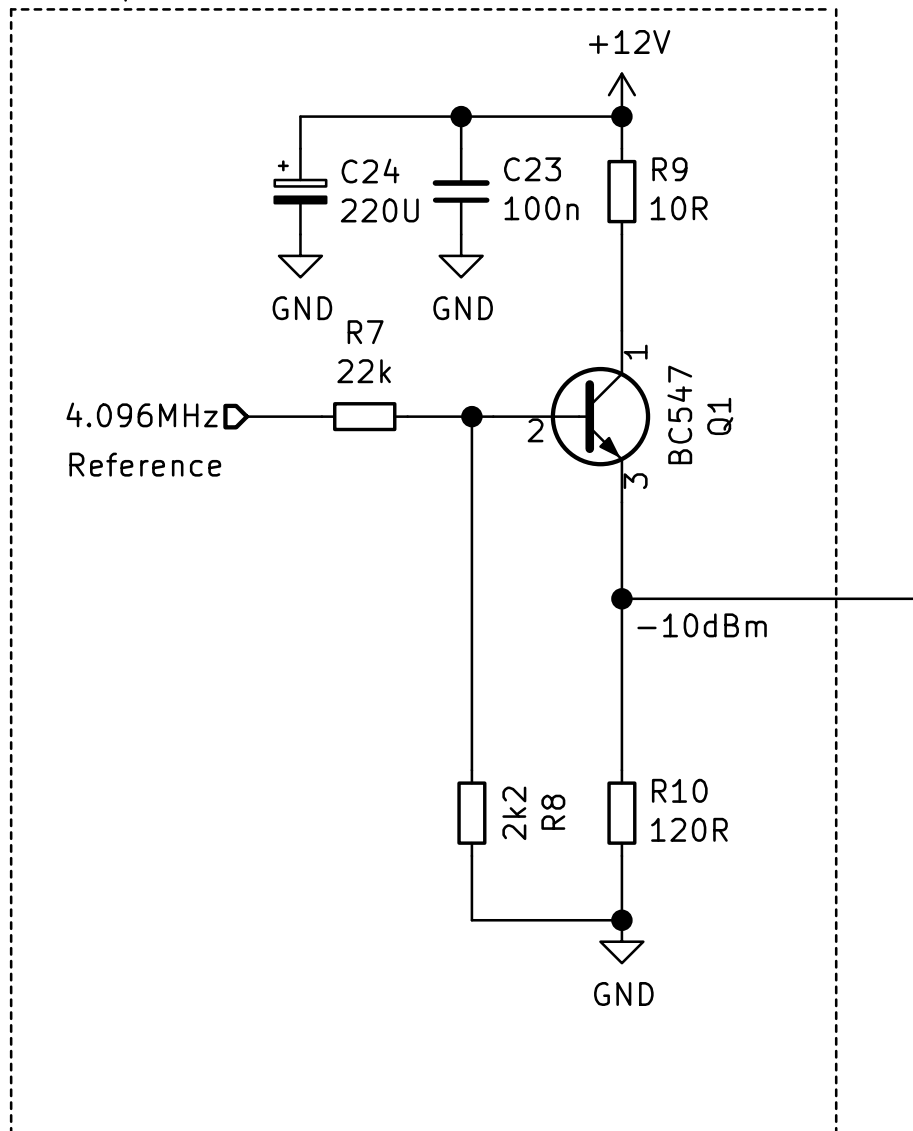 +12V
+
C24
220U
C23
100n
R9
10R
GND
GND
R7
22k
1
4.096MHz
Reference
2
BC547
Q1
3
-10dBm
2k2
R8
R10
120R
GND